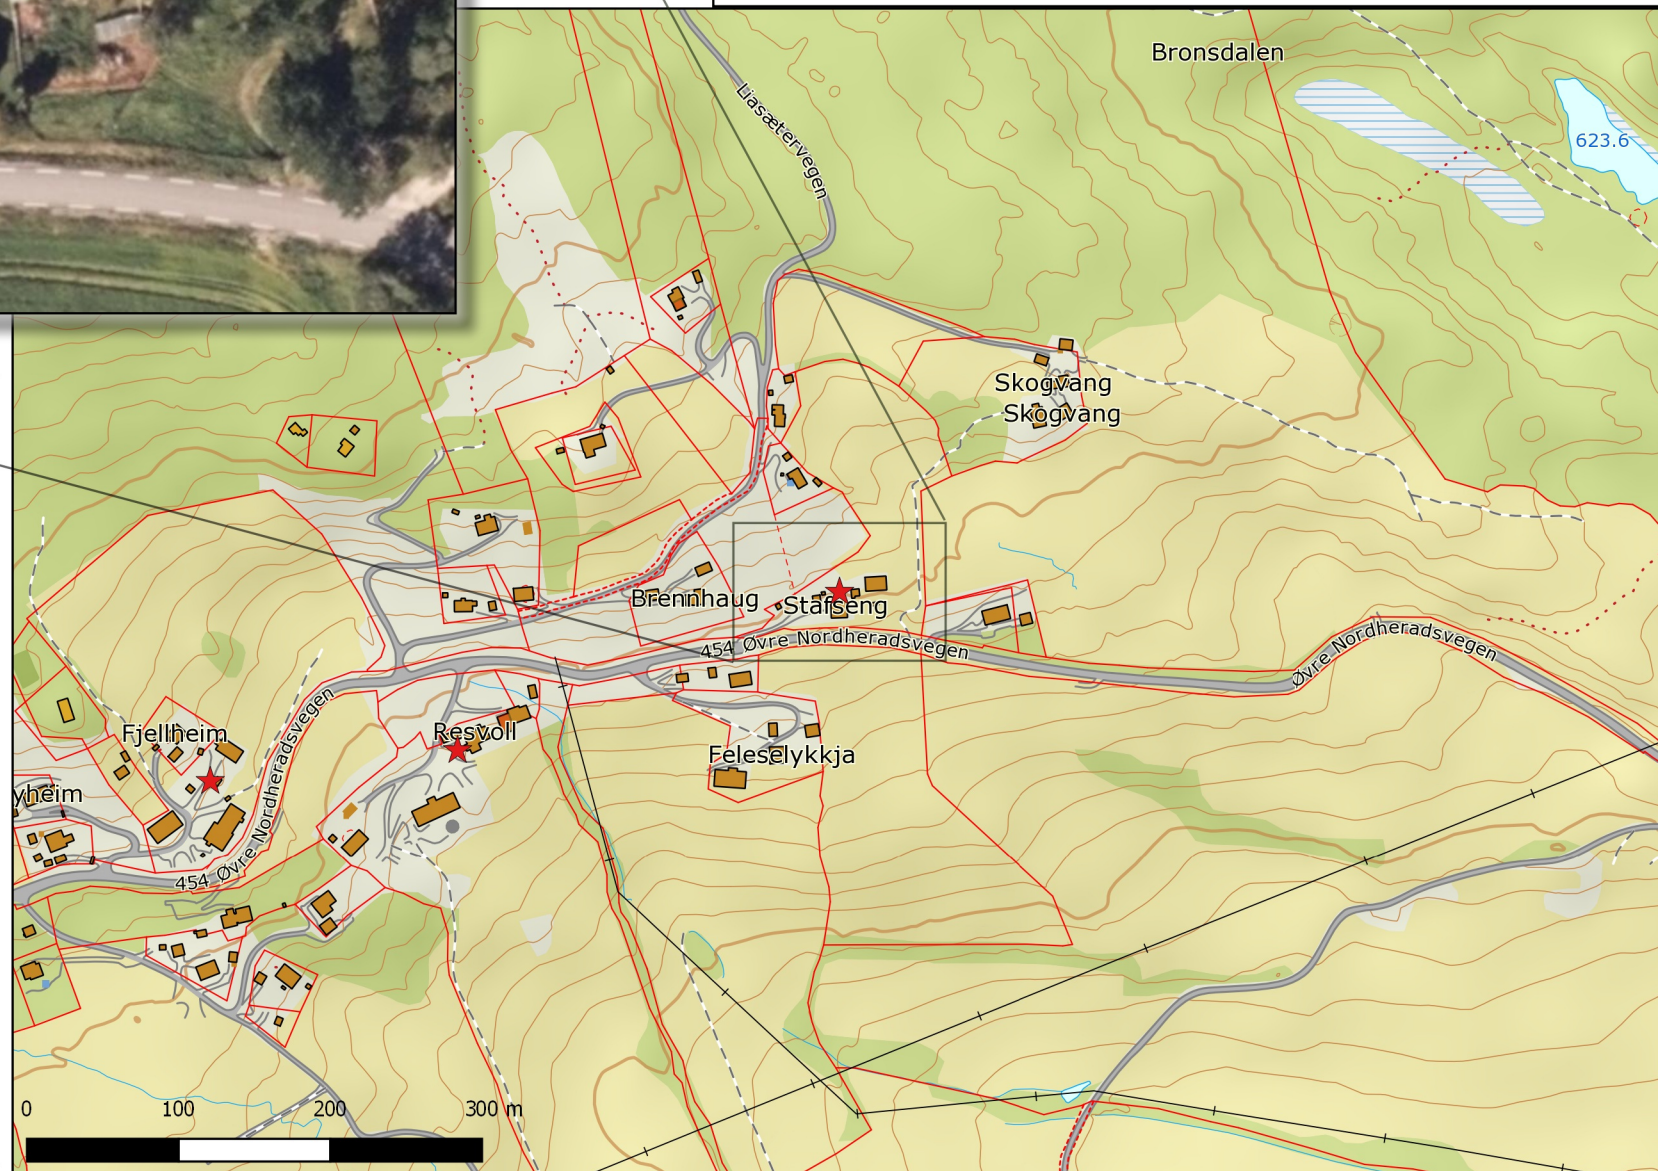 Bronsdalen
Liasætervegen
623.6
Skogvang
Skogvang
Brennhaug
Stafseng
454 Øvre Nordheradsvegen
Øvre Nordheradsvegen
Fjellheim
Resvoll
Øvre Nordheradsvegen
Feleselykkja
yheim
454
0 100 200 300 m